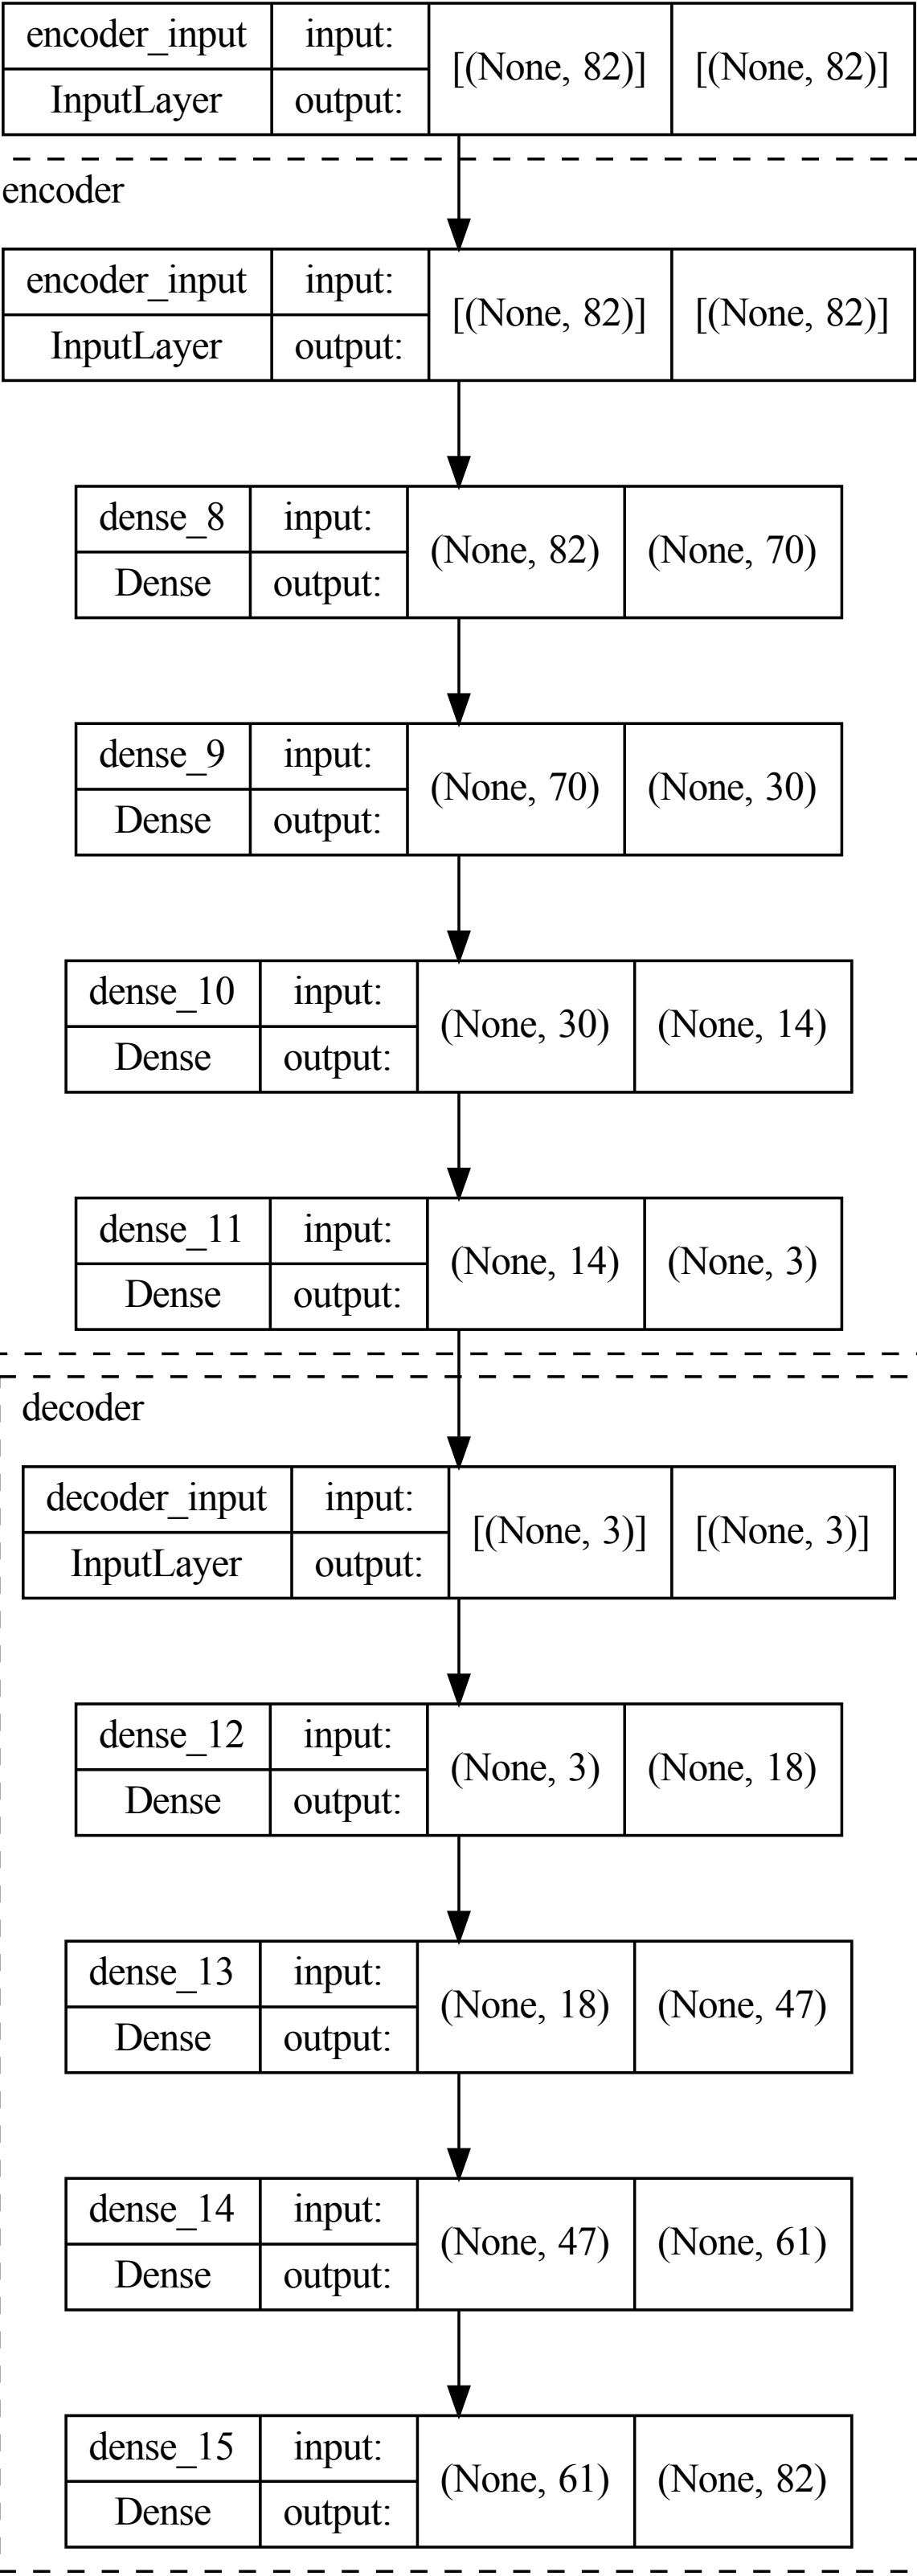 encoder_input input: [(None, 82)] [(None, 82)]
InputLayer output:
encoder
encoder_input input: [(None, 82)] [(None, 82)]
InputLayer output:
dense_8 input: (None, 82) (None, 70)
Dense output:
dense_9 input: (None, 70) (None, 30)
Dense output:
dense_10 input: (None, 30) (None, 14)
Dense output:
dense_11 input: (None, 14) (None, 3)
Dense output:
decoder
decoder_input input: [(None, 3)] [(None, 3)]
InputLayer output:
dense_12 input: (None, 3) (None, 18)
Dense output:
dense_13 input: (None, 18) (None, 47)
Dense output:
dense_14 input: (None, 47) (None, 61)
Dense output:
dense_15 input: (None, 61) (None, 82)
Dense output: